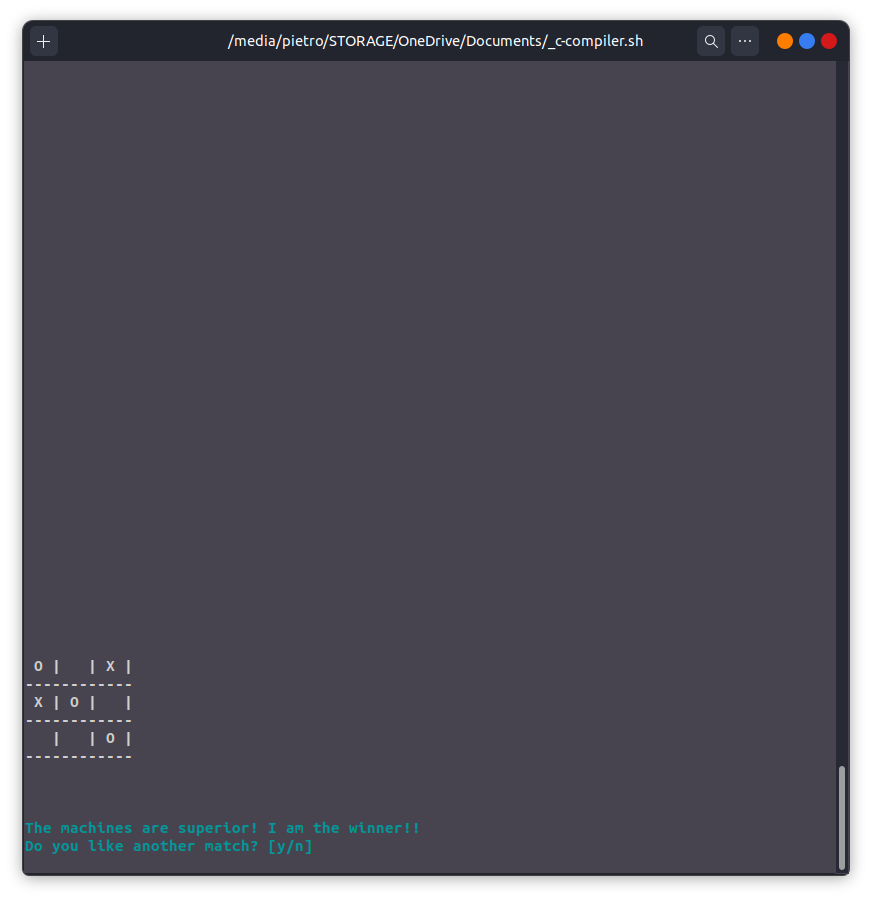 /media/pietro/STORAGE/OneDrive/Documents/_c-compiler.sh
 O |   | X |
------------
 X | O |   |
------------
   |   | O |
------------
The machines are superior! I am the winner!!
Do you like another match? [y/n]